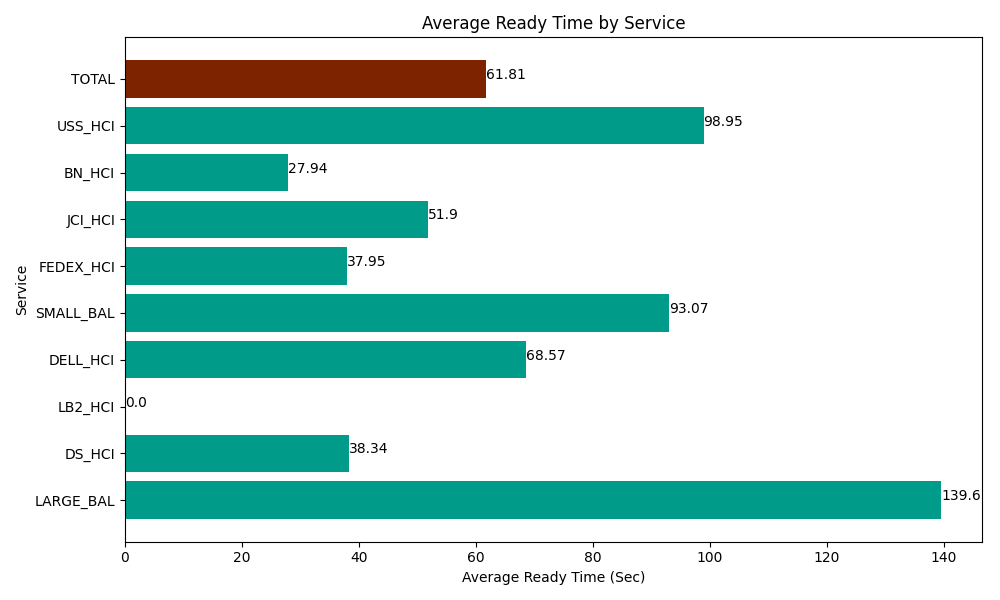 Average Ready Time by Service
Service
TOTAL 61.81
USS_HCI 98.95
BN_HCI 27.94
JCI_HCI 51.9
FEDEX_HCI 37.95
SMALL_BAL 93.07
DELL_HCI 68.57
LB2_HCI 0.0
DS_HCI 38.34
LARGE_BAL 139.6
0 20 40 60 80 100 120 140
Average Ready Time (Sec)